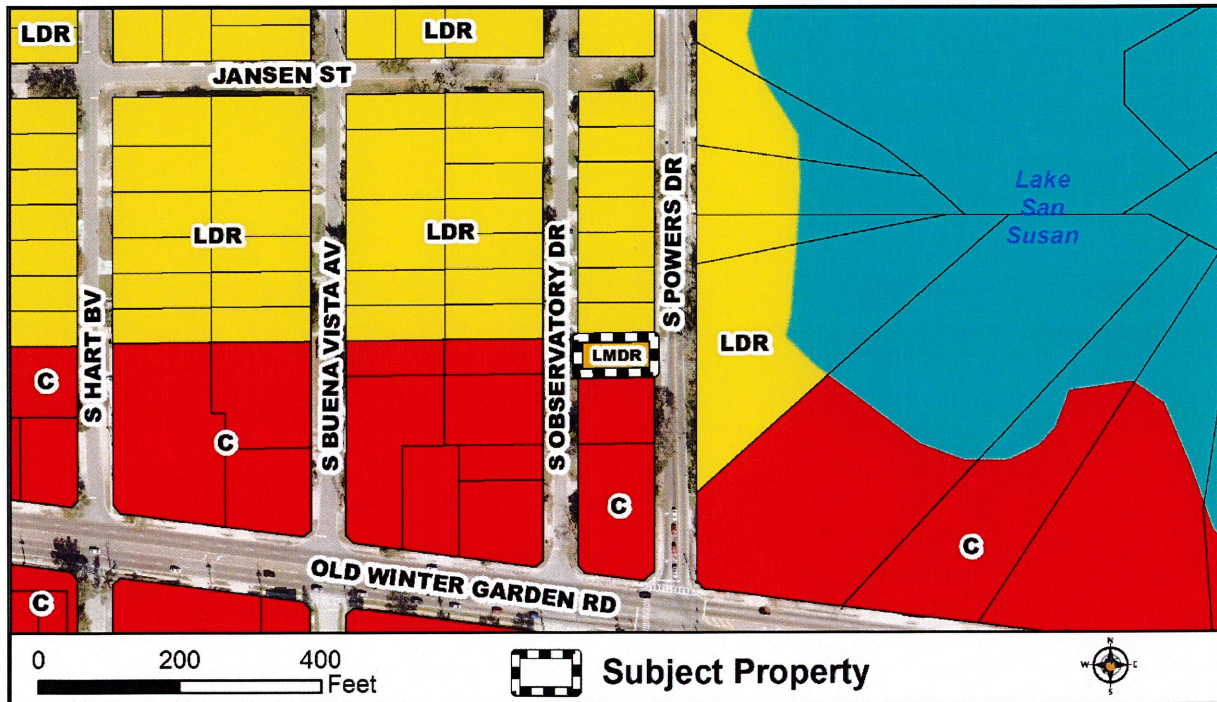 LDR
LDR
JANSEN ST
Lake
San
Susan
LDR
LDR
S HART BV
S BUENA VISTA AV
S OBSERVATORY DR
S POWERS DR
LDR
LMDR
C
C
C
C
OLD WINTER GARDEN RD
C
0 200 400
Feet
Subject Property
N
W E
S